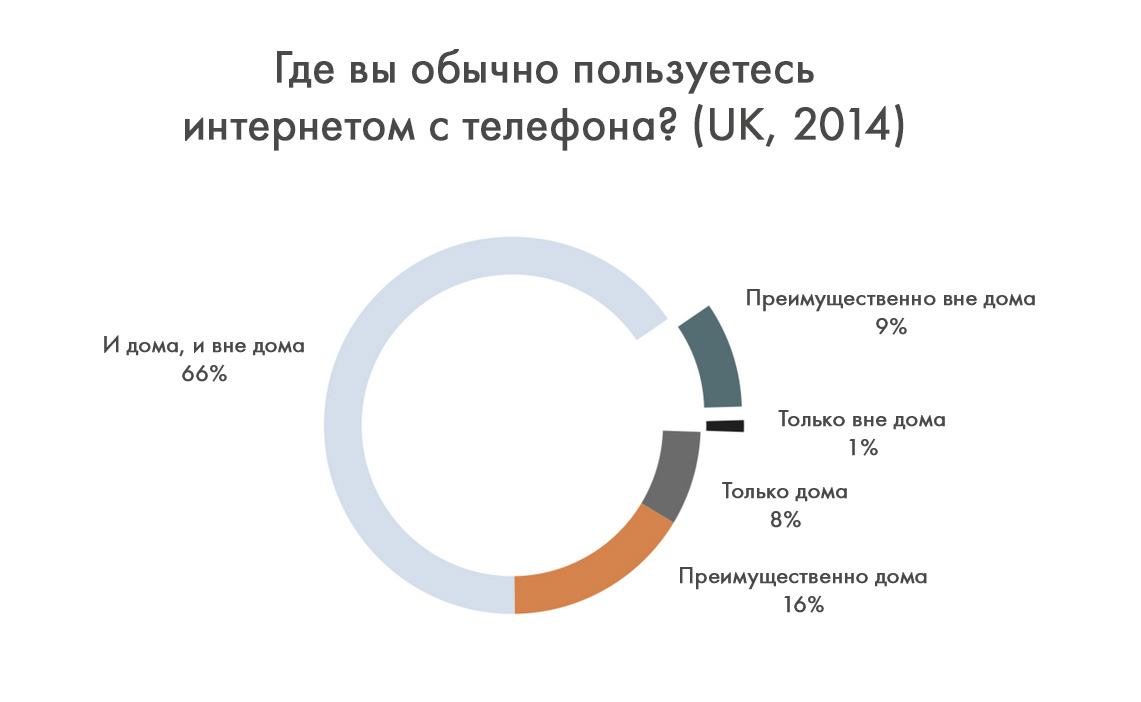 Где вы обычно пользуетесь
интернетом с телефона? (UK, 2014)
Преимущественно вне дома
9%
И дома, и вне дома
66%
Только вне дома
1%
Только дома
8%
Преимущественно дома
16%